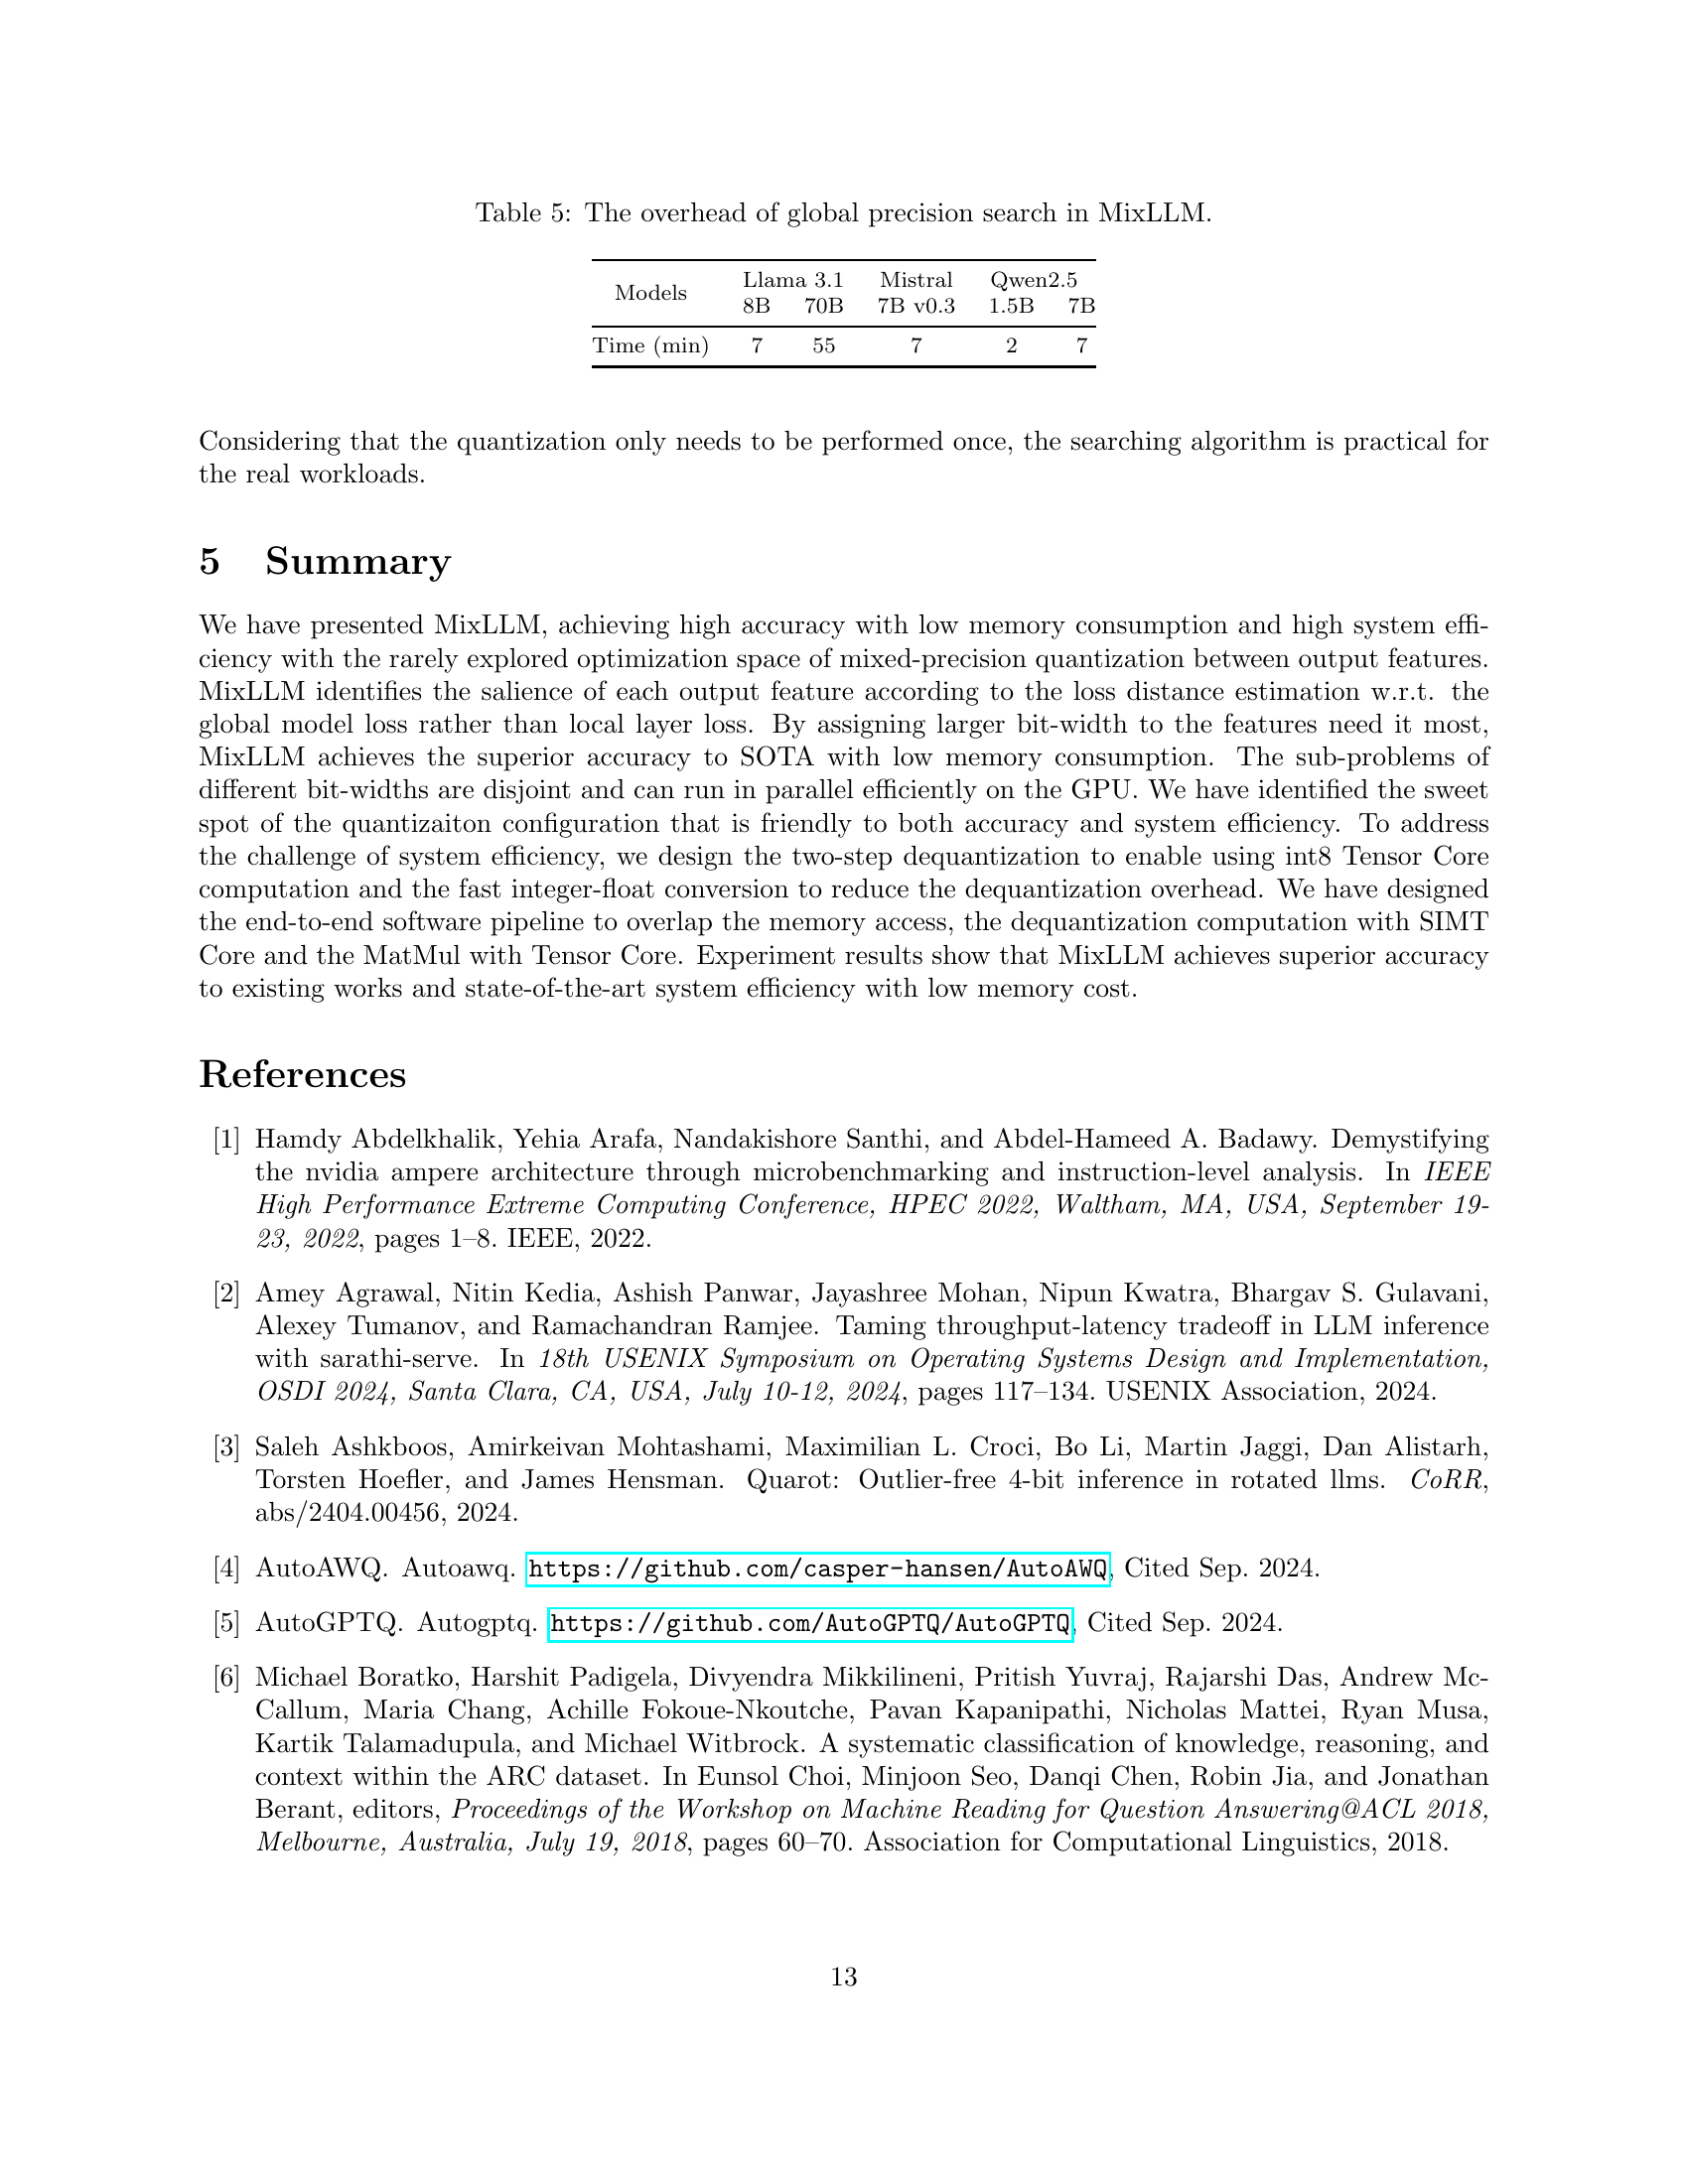 Table 5: The overhead of global precision search in MixLLM.
Models Llama 3.1 Mistral Qwen2.5
8B 70B 7B v0.3 1.5B 7B
Time (min) 7 55 7 2 7
Considering that the quantization only needs to be performed once, the searching algorithm is practical for
the real workloads.
5 Summary
We have presented MixLLM, achieving high accuracy with low memory consumption and high system effi-
ciency with the rarely explored optimization space of mixed-precision quantization between output features.
MixLLM identifies the salience of each output feature according to the loss distance estimation w.r.t. the
global model loss rather than local layer loss. By assigning larger bit-width to the features need it most,
MixLLM achieves the superior accuracy to SOTA with low memory consumption. The sub-problems of
different bit-widths are disjoint and can run in parallel efficiently on the GPU. We have identified the sweet
spot of the quantizaiton configuration that is friendly to both accuracy and system efficiency. To address
the challenge of system efficiency, we design the two-step dequantization to enable using int8 Tensor Core
computation and the fast integer-float conversion to reduce the dequantization overhead. We have designed
the end-to-end software pipeline to overlap the memory access, the dequantization computation with SIMT
Core and the MatMul with Tensor Core. Experiment results show that MixLLM achieves superior accuracy
to existing works and state-of-the-art system efficiency with low memory cost.
References
[1] Hamdy Abdelkhalik, Yehia Arafa, Nandakishore Santhi, and Abdel-Hameed A. Badawy. Demystifying
the nvidia ampere architecture through microbenchmarking and instruction-level analysis. In IEEE
High Performance Extreme Computing Conference, HPEC 2022, Waltham, MA, USA, September 19-
23, 2022, pages 1–8. IEEE, 2022.
[2] Amey Agrawal, Nitin Kedia, Ashish Panwar, Jayashree Mohan, Nipun Kwatra, Bhargav S. Gulavani,
Alexey Tumanov, and Ramachandran Ramjee. Taming throughput-latency tradeoff in LLM inference
with sarathi-serve. In 18th USENIX Symposium on Operating Systems Design and Implementation,
OSDI 2024, Santa Clara, CA, USA, July 10-12, 2024, pages 117–134. USENIX Association, 2024.
[3] Saleh Ashkboos, Amirkeivan Mohtashami, Maximilian L. Croci, Bo Li, Martin Jaggi, Dan Alistarh,
Torsten Hoefler, and James Hensman. Quarot: Outlier-free 4-bit inference in rotated llms. CoRR,
abs/2404.00456, 2024.
[4] AutoAWQ. Autoawq. https://github.com/casper-hansen/AutoAWQ, Cited Sep. 2024.
[5] AutoGPTQ. Autogptq. https://github.com/AutoGPTQ/AutoGPTQ, Cited Sep. 2024.
[6] Michael Boratko, Harshit Padigela, Divyendra Mikkilineni, Pritish Yuvraj, Rajarshi Das, Andrew Mc-
Callum, Maria Chang, Achille Fokoue-Nkoutche, Pavan Kapanipathi, Nicholas Mattei, Ryan Musa,
Kartik Talamadupula, and Michael Witbrock. A systematic classification of knowledge, reasoning, and
context within the ARC dataset. In Eunsol Choi, Minjoon Seo, Danqi Chen, Robin Jia, and Jonathan
Berant, editors, Proceedings of the Workshop on Machine Reading for Question Answering@ACL 2018,
Melbourne, Australia, July 19, 2018, pages 60–70. Association for Computational Linguistics, 2018.
13